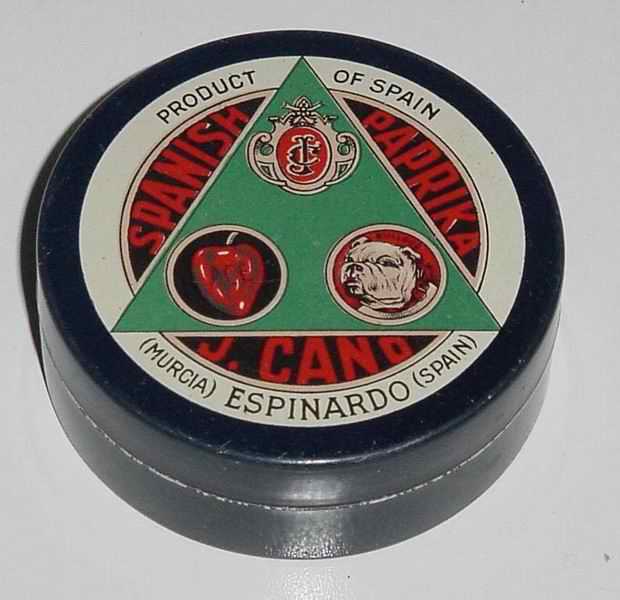 PRODUCT OF SPAIN
SPANISH PAPRIKA
J. CANO
(MURCIA) ESPINARDO (SPAIN)